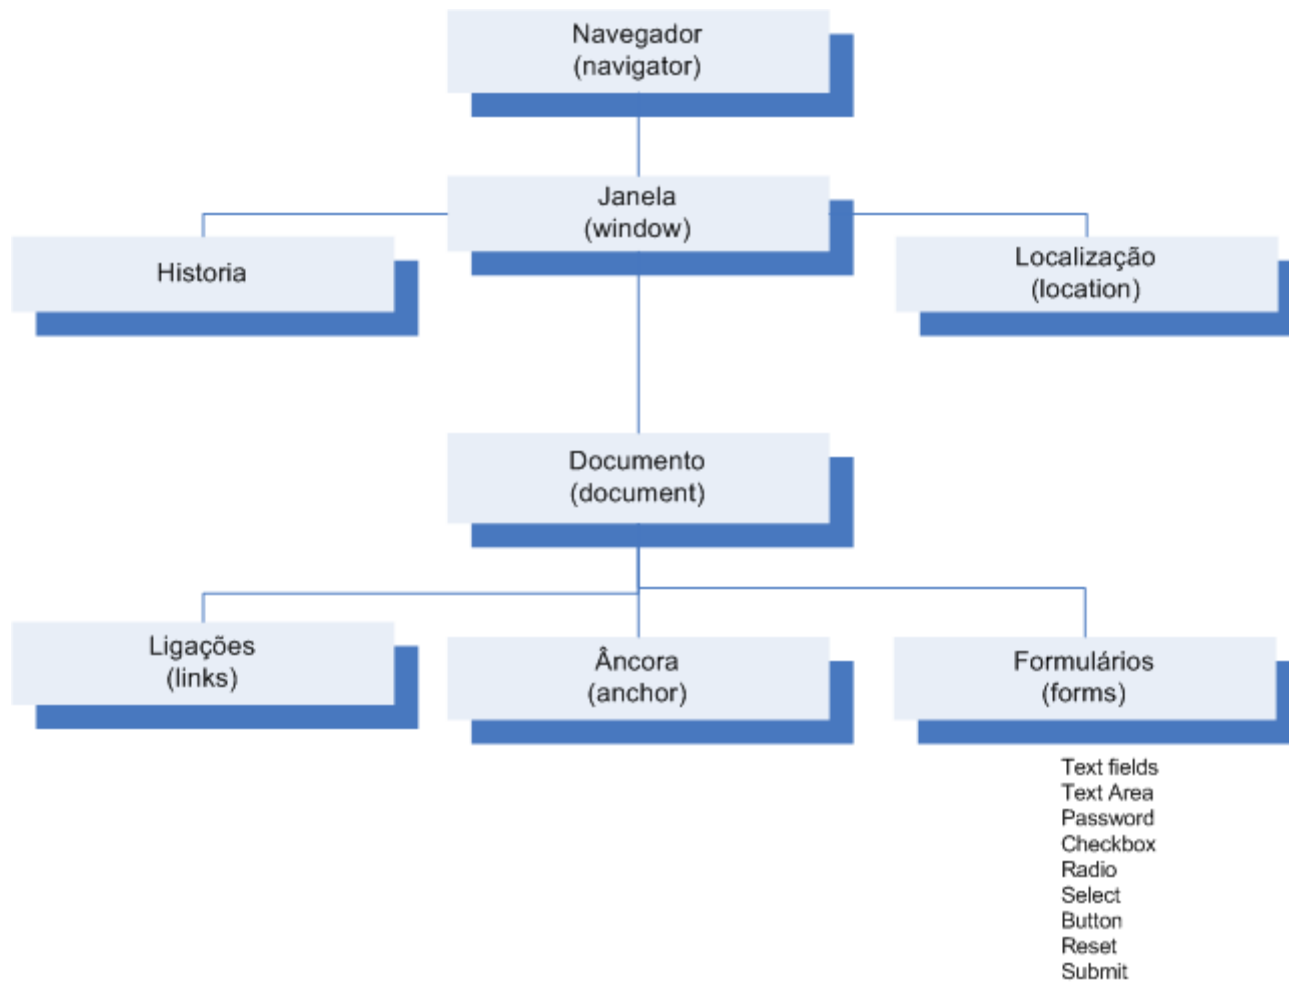 Navegador
(navigator)
Janela
(window)
Historia
Localização
(location)
Documento
(document)
Ligações
(links)
Âncora
(anchor)
Formulários
(forms)
Text fields
Text Area
Password
Checkbox
Radio
Select
Button
Reset
Submit